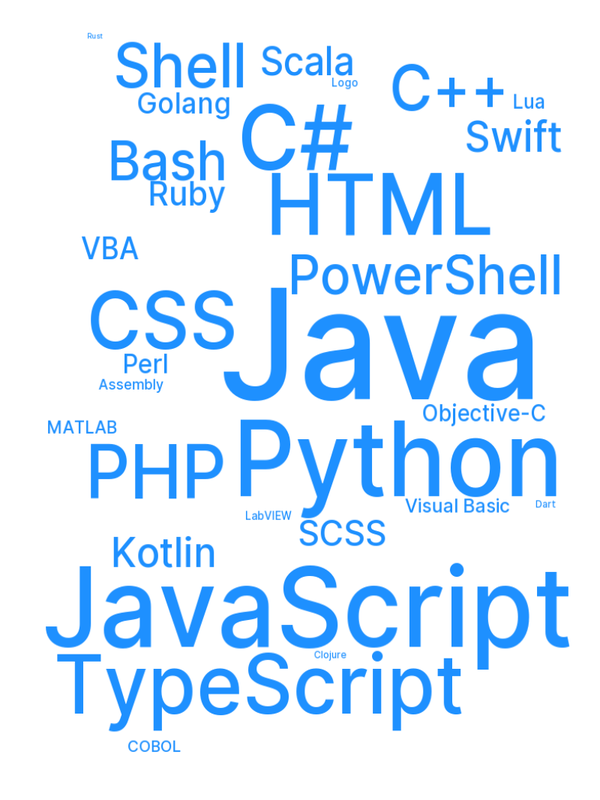 Rust
Shell
Scala
Logo
C++
Golang
Lua
C#
Swift
Bash
Ruby
HTML
VBA
PowerShell
CSS
Java
Perl
Assembly
Objective-C
MATLAB
Python
PHP
Visual Basic
Dart
LabVIEW
SCSS
Kotlin
JavaScript
Clojure
TypeScript
COBOL